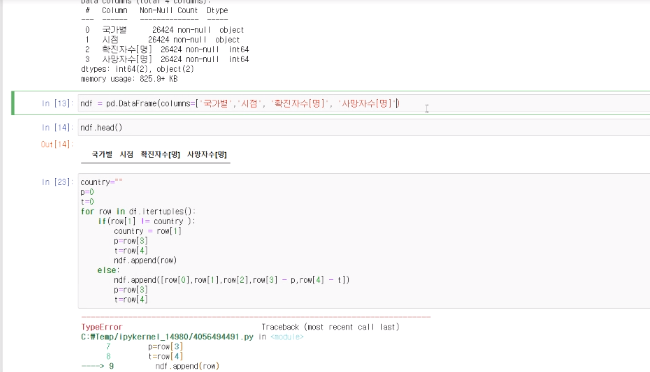 Data columns (total 4 columns):
# Column Non-Null Count Dtype
--- ------ -------------- -----
0 국가별 26424 non-null object
1 시점 26424 non-null object
2 확진자수[명] 26424 non-null int64
3 사망자수[명] 26424 non-null int64
dtypes: int64(2), object(2)
memory usage: 825.9+ KB
In [13]: ndf = pd.DataFrame(columns=['국가별','시점', '확진자수[명]', '사망자수[명]'])
In [14]: ndf.head()
Out[14]:
국가별 시점 확진자수[명] 사망자수[명]
In [23]: country=""
p=0
t=0
for row in df.itertuples():
if(row[1] != country ):
country = row[1]
p=row[3]
t=row[4]
ndf.append(row)
else:
ndf.append([row[0],row[1],row[2],row[3] - p,row[4] - t])
p=row[3]
t=row[4]
---------------------------------------------------------------------------
TypeError Traceback (most recent call last)
C:₩Temp/ipykernel_14980/4056494491.py in <module>
7 p=row[3]
8 t=row[4]
----> 9 ndf.append(row)